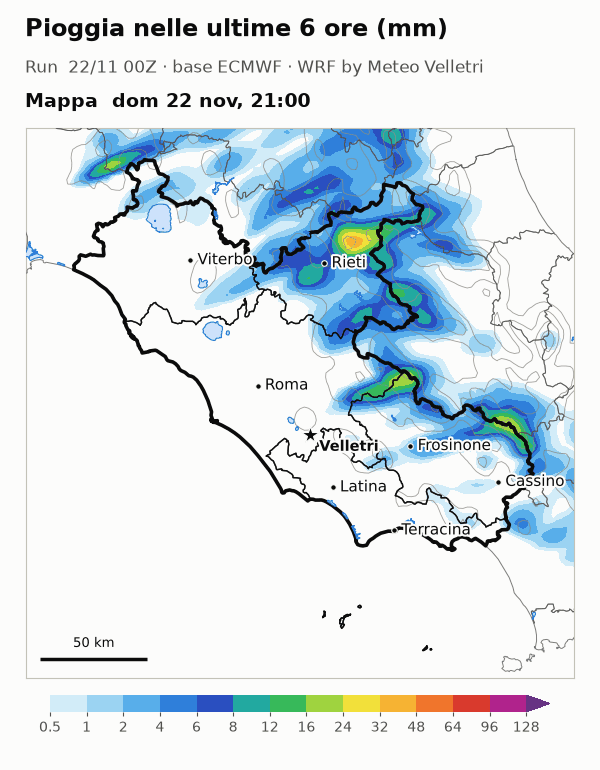 Pioggia nelle ultime 6 ore (mm)
Run  22/11 00Z · base ECMWF · WRF by Meteo Velletri
Mappa  dom 22 nov, 21:00
Viterbo
Rieti
Roma
Velletri
Frosinone
Latina
Cassino
Terracina
50 km
0.5 1 2 4 6 8 12 16 24 32 48 64 96 128